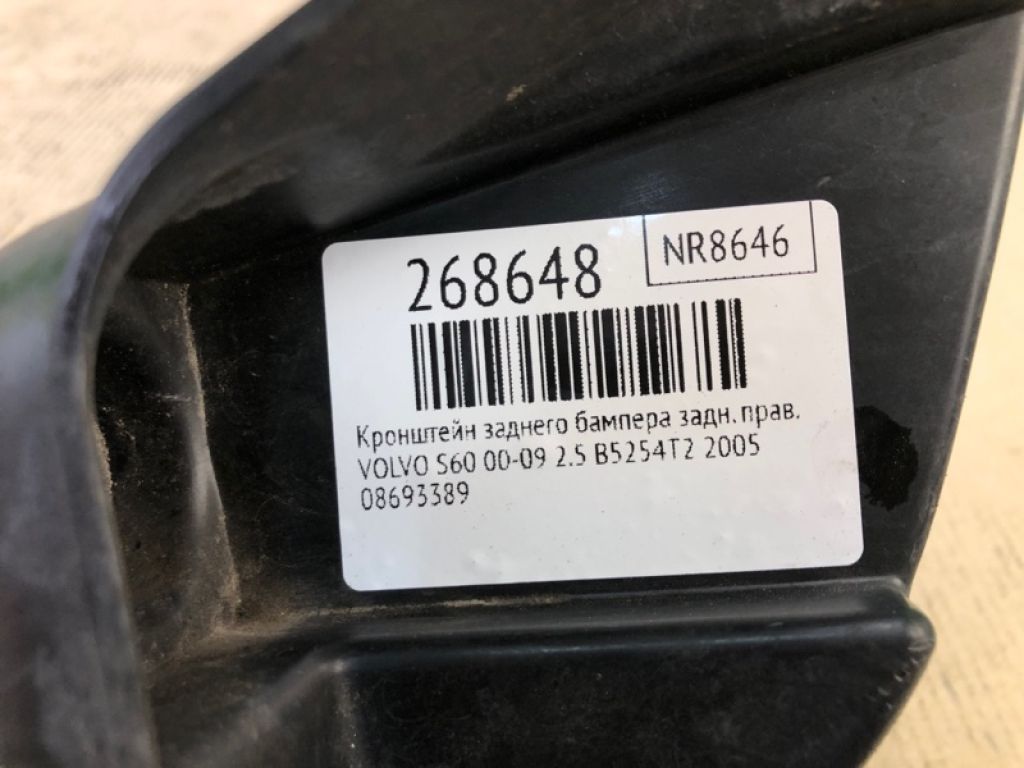 268648
NR8646
Кронштейн заднего бампера задн. прав.
VOLVO S60 00-09 2.5 B5254T2 2005
08693389